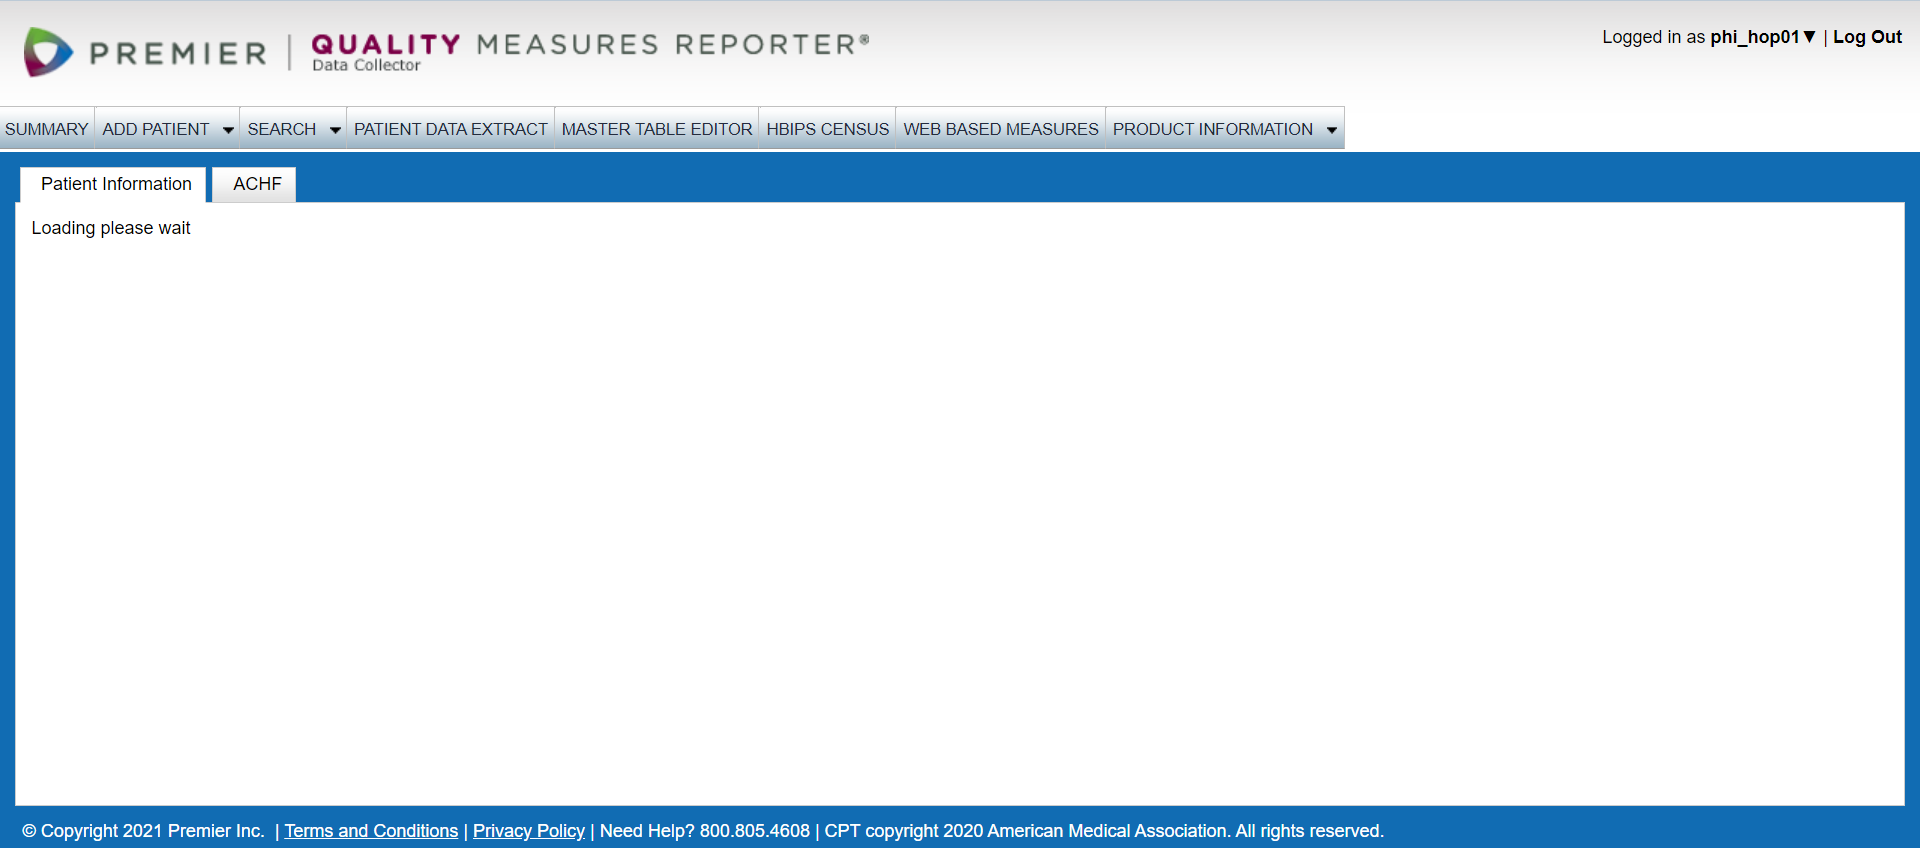 PREMIER | QUALITY MEASURES REPORTER®
Data Collector
Logged in as phi_hop01▼ | Log Out
SUMMARY ADD PATIENT ▼ SEARCH ▼ PATIENT DATA EXTRACT MASTER TABLE EDITOR HBIPS CENSUS WEB BASED MEASURES PRODUCT INFORMATION ▼
Patient Information ACHF
Loading please wait
© Copyright 2021 Premier Inc. | Terms and Conditions | Privacy Policy | Need Help? 800.805.4608 | CPT copyright 2020 American Medical Association. All rights reserved.